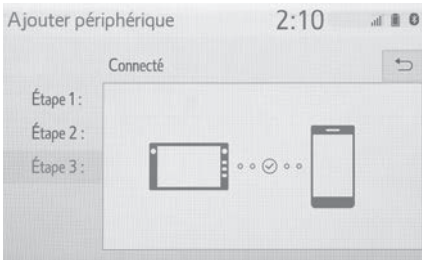 Ajouter périphérique 2:10
Connecté
Étape 1 :
Étape 2 :
Étape 3 :